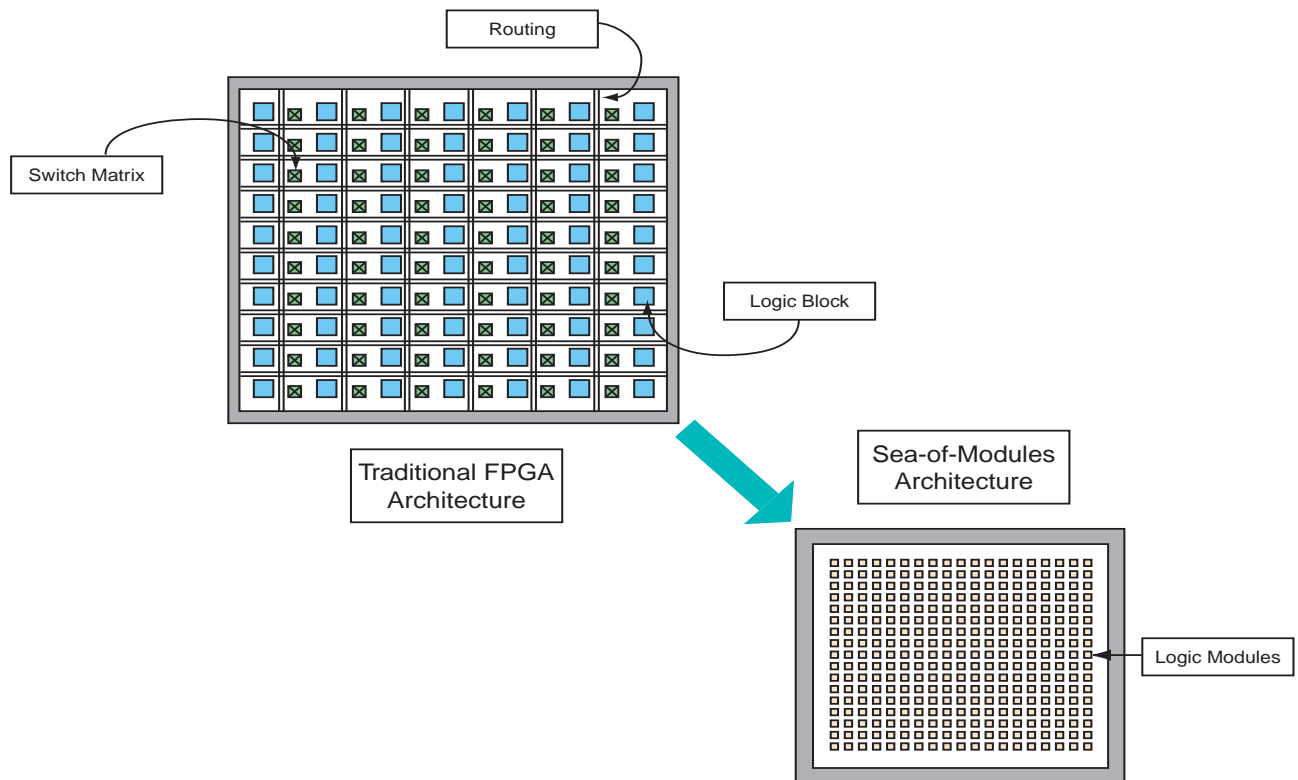 Routing
Switch Matrix
Logic Block
Traditional FPGA
Architecture
Sea-of-Modules
Architecture
Logic Modules